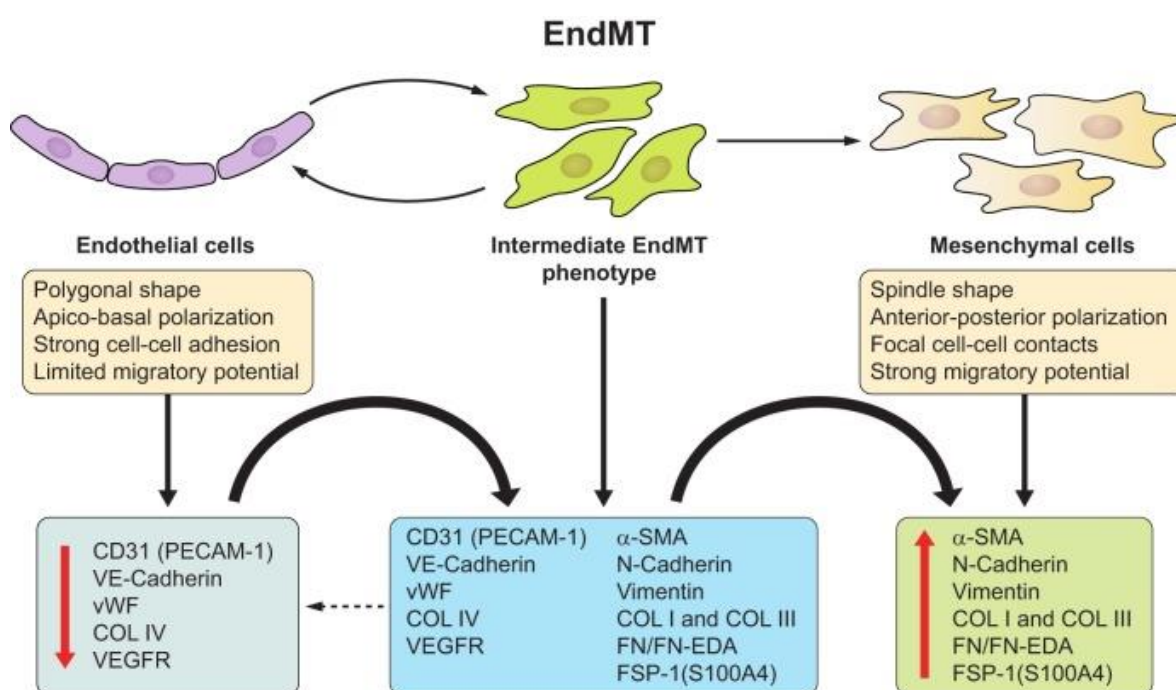 EndMT
Endothelial cells
Intermediate EndMT
phenotype
Mesenchymal cells
Polygonal shape
Apico-basal polarization
Strong cell-cell adhesion
Limited migratory potential
Spindle shape
Anterior-posterior polarization
Focal cell-cell contacts
Strong migratory potential
CD31 (PECAM-1)
VE-Cadherin
vWF
COL IV
VEGFR
CD31 (PECAM-1)
VE-Cadherin
vWF
COL IV
VEGFR
α-SMA
N-Cadherin
Vimentin
COL I and COL III
FN/FN-EDA
FSP-1(S100A4)
α-SMA
N-Cadherin
Vimentin
COL I and COL III
FN/FN-EDA
FSP-1(S100A4)